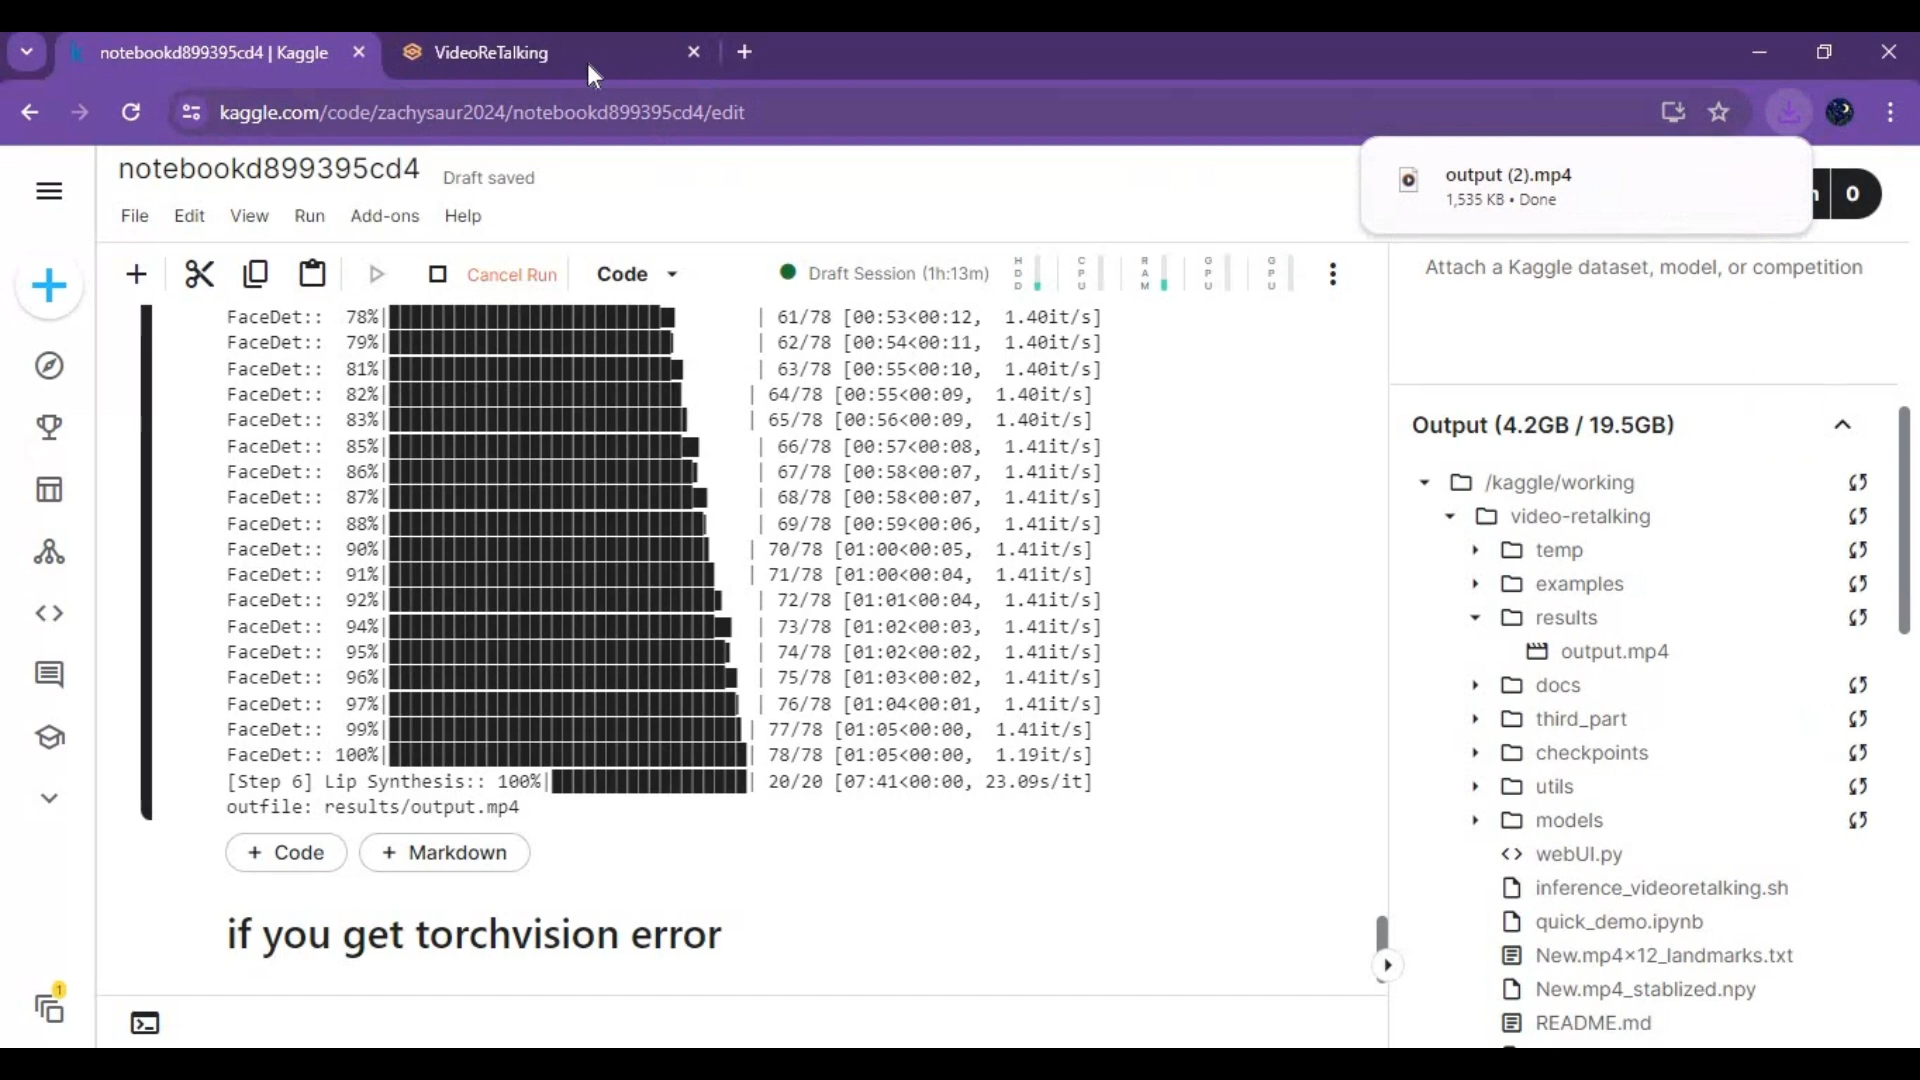 notebookd899395cd4 | Kaggle
VideoReTalking
kaggle.com/code/zachysaur2024/notebookd899395cd4/edit
output (2).mp4
1,535 KB • Done
notebookd899395cd4
Draft saved
0
File Edit View Run Add-ons Help
Cancel Run
Code
Draft Session (1h:13m)
HDD
CPU
RAM
GPU
GPU
Attach a Kaggle dataset, model, or competition
FaceDet:: 78%| | 61/78 [00:53<00:12, 1.40it/s]
FaceDet:: 79%| | 62/78 [00:54<00:11, 1.40it/s]
FaceDet:: 81%| | 63/78 [00:55<00:10, 1.40it/s]
FaceDet:: 82%| | 64/78 [00:55<00:09, 1.40it/s]
FaceDet:: 83%| | 65/78 [00:56<00:09, 1.40it/s]
FaceDet:: 85%| | 66/78 [00:57<00:08, 1.41it/s]
FaceDet:: 86%| | 67/78 [00:58<00:07, 1.41it/s]
FaceDet:: 87%| | 68/78 [00:58<00:07, 1.41it/s]
FaceDet:: 88%| | 69/78 [00:59<00:06, 1.41it/s]
FaceDet:: 90%| | 70/78 [01:00<00:05, 1.41it/s]
FaceDet:: 91%| | 71/78 [01:00<00:04, 1.41it/s]
FaceDet:: 92%| | 72/78 [01:01<00:04, 1.41it/s]
FaceDet:: 94%| | 73/78 [01:02<00:03, 1.41it/s]
FaceDet:: 95%| | 74/78 [01:02<00:02, 1.41it/s]
FaceDet:: 96%| | 75/78 [01:03<00:02, 1.41it/s]
FaceDet:: 97%| | 76/78 [01:04<00:01, 1.41it/s]
FaceDet:: 99%| | 77/78 [01:05<00:00, 1.41it/s]
FaceDet:: 100%| | 78/78 [01:05<00:00, 1.19it/s]
[Step 6] Lip Synthesis:: 100%| | 20/20 [07:41<00:00, 23.09s/it]
outfile: results/output.mp4
+ Code
+ Markdown
if you get torchvision error
1
Output (4.2GB / 19.5GB)
/kaggle/working
video-retalking
temp
examples
results
output.mp4
docs
third_part
checkpoints
utils
models
webUI.py
inference_videoretalking.sh
quick_demo.ipynb
New.mp4×12_landmarks.txt
New.mp4_stablized.npy
README.md